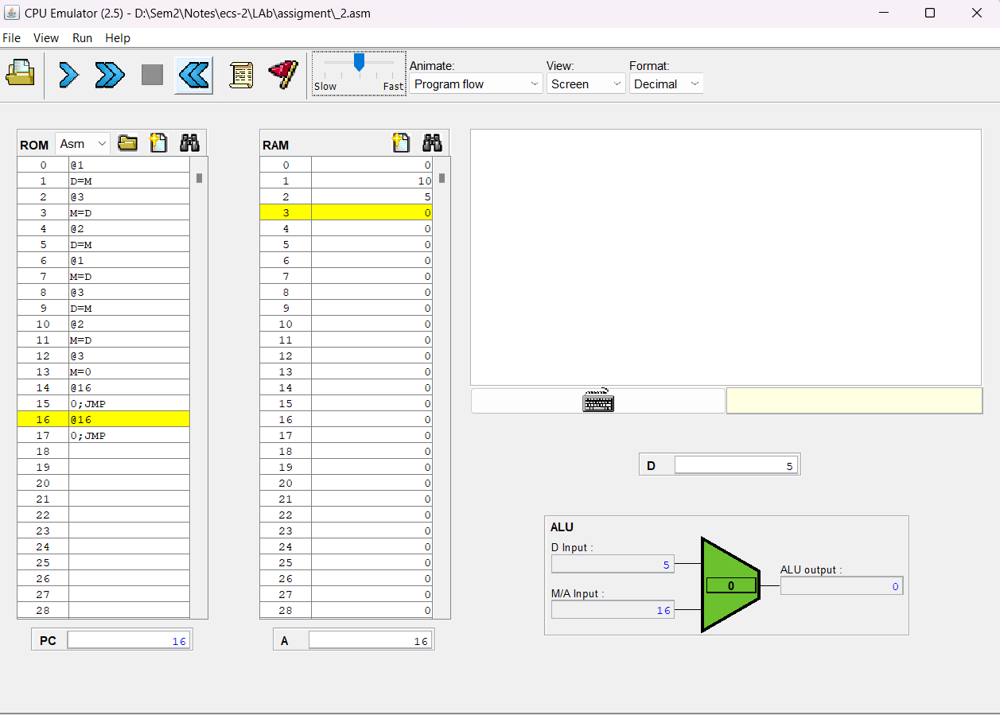 CPU Emulator (2.5) - D:\Sem2\Notes\ecs-2\LAb\assigment\_2.asm
File View Run Help
Slow Fast
Animate:
Program flow
View:
Screen
Format:
Decimal
ROM Asm
0 @1
1 D=M
2 @3
3 M=D
4 @2
5 D=M
6 @1
7 M=D
8 @3
9 D=M
10 @2
11 M=D
12 @3
13 M=0
14 @16
15 0;JMP
16 @16
17 0;JMP
18
19
20
21
22
23
24
25
26
27
28
PC 16
RAM
0 0
1 10
2 5
3 0
4 0
5 0
6 0
7 0
8 0
9 0
10 0
11 0
12 0
13 0
14 0
15 0
16 0
17 0
18 0
19 0
20 0
21 0
22 0
23 0
24 0
25 0
26 0
27 0
28 0
A 16
D 5
ALU
D Input :
5
M/A Input :
16
0
ALU output :
0